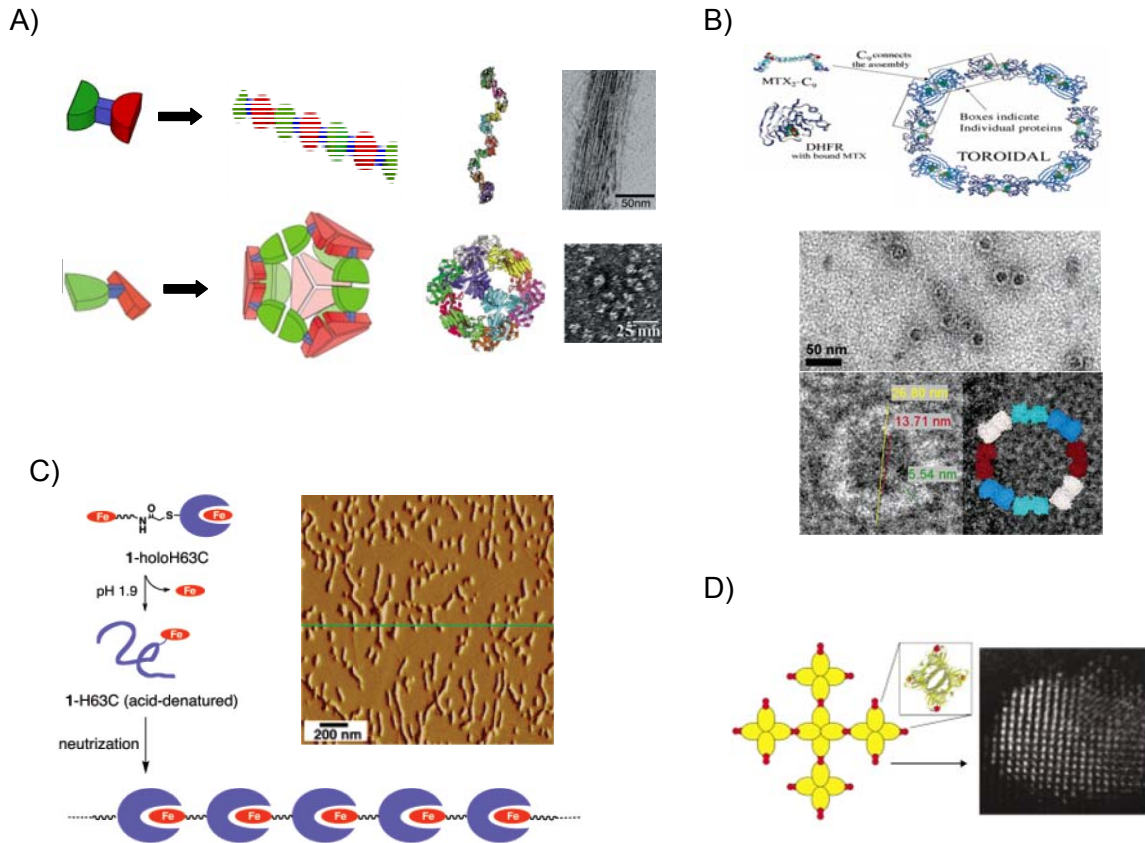 A)
50nm
25 nm
B)
MTX₂-C₉
C₉ connects
the assembly
DHFR
with bound MTX
Boxes indicate
Individual proteins
TOROIDAL
50 nm
26.80 nm
13.71 nm
5.54 nm
C)
Fe
N
H
O
S
Fe
1-holoH63C
pH 1.9
Fe
Fe
1-H63C (acid-denatured)
neutrization
Fe
Fe
Fe
Fe
Fe
200 nm
D)